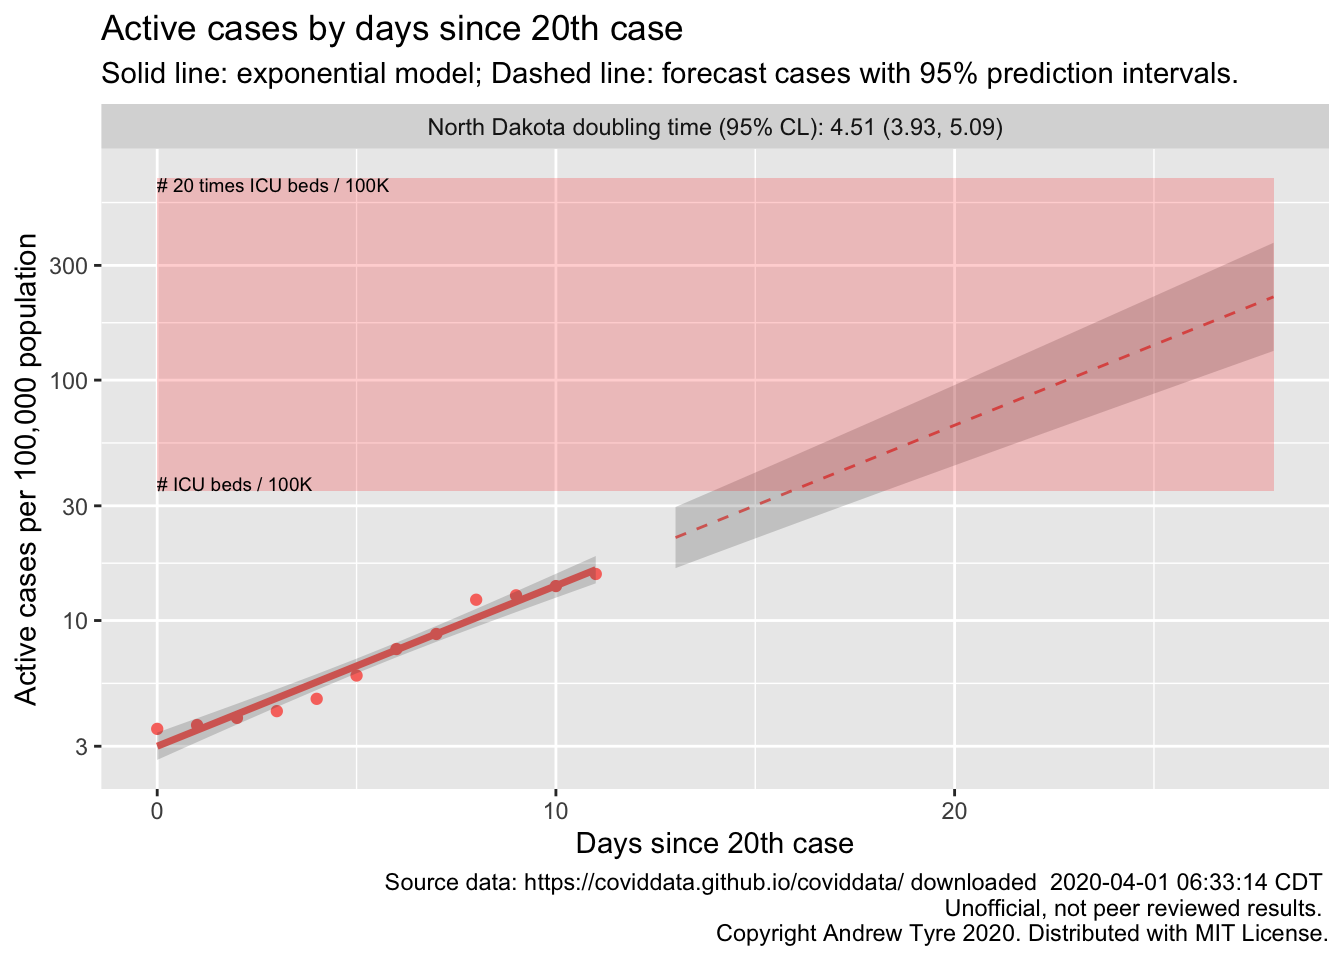 Active cases by days since 20th case
Solid line: exponential model; Dashed line: forecast cases with 95% prediction intervals.
North Dakota doubling time (95% CL): 4.51 (3.93, 5.09)
# 20 times ICU beds / 100K
# ICU beds / 100K
Active cases per 100,000 population
300
100
30
10
3
0
10
20
Days since 20th case
Source data: https://coviddata.github.io/coviddata/ downloaded  2020-04-01 06:33:14 CDT
Unofficial, not peer reviewed results.
Copyright Andrew Tyre 2020. Distributed with MIT License.